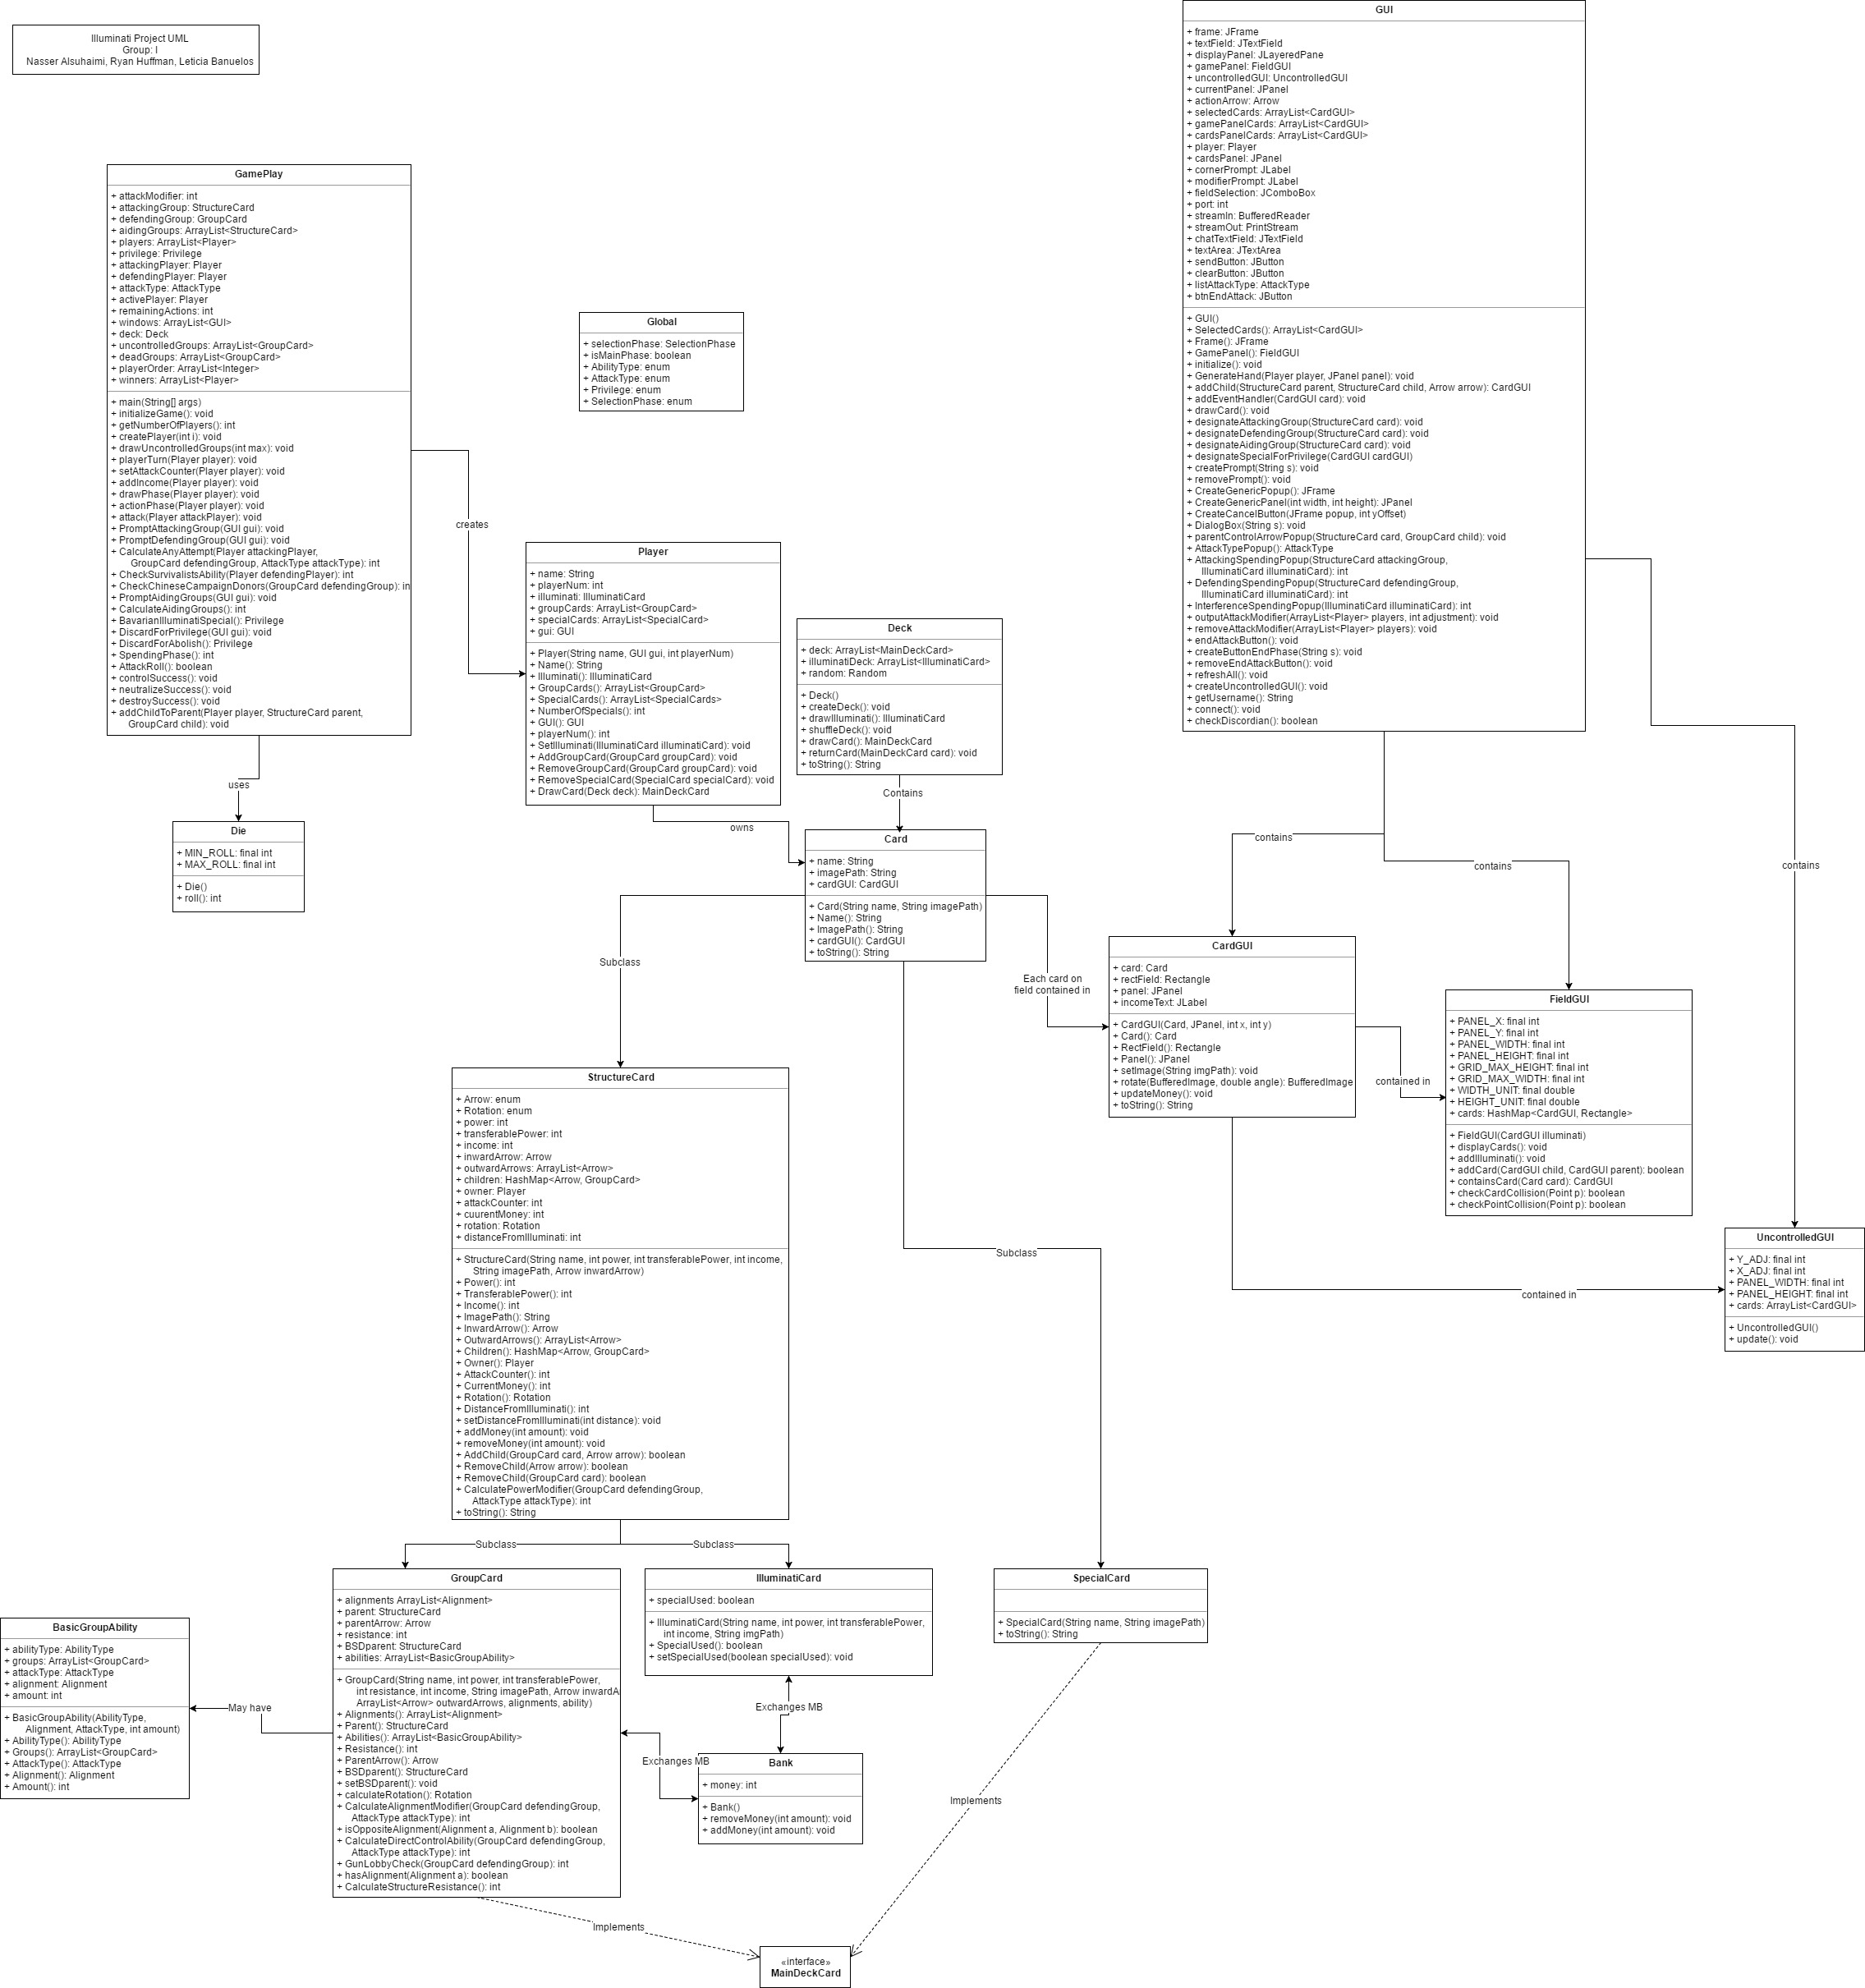 Illuminati Project UML
Group: I
Nasser Alsuhaimi, Ryan Huffman, Leticia Banuelos
GUI
+ frame: JFrame
+ textField: JTextField
+ displayPanel: JLayeredPane
+ gamePanel: FieldGUI
+ uncontrolledGUI: UncontrolledGUI
+ currentPanel: JPanel
+ actionArrow: Arrow
+ selectedCards: ArrayList<CardGUI>
+ gamePanelCards: ArrayList<CardGUI>
+ cardsPanelCards: ArrayList<CardGUI>
+ player: Player
+ cardsPanel: JPanel
+ cornerPrompt: JLabel
+ modifierPrompt: JLabel
+ fieldSelection: JComboBox
+ port: int
+ streamIn: BufferedReader
+ streamOut: PrintStream
+ chatTextField: JTextField
+ textArea: JTextArea
+ sendButton: JButton
+ clearButton: JButton
+ listAttackType: AttackType
+ btnEndAttack: JButton
+ GUI()
+ SelectedCards(): ArrayList<CardGUI>
+ Frame(): JFrame
+ GamePanel(): FieldGUI
+ initialize(): void
+ GenerateHand(Player player, JPanel panel): void
+ addChild(StructureCard parent, StructureCard child, Arrow arrow): CardGUI
+ addEventHandler(CardGUI card): void
+ drawCard(): void
+ designateAttackingGroup(StructureCard card): void
+ designateDefendingGroup(StructureCard card): void
+ designateAidingGroup(StructureCard card): void
+ designateSpecialForPrivilege(CardGUI cardGUI)
+ createPrompt(String s): void
+ removePrompt(): void
+ CreateGenericPopup(): JFrame
+ CreateGenericPanel(int width, int height): JPanel
+ CreateCancelButton(JFrame popup, int yOffset)
+ DialogBox(String s): void
+ parentControlArrowPopup(StructureCard card, GroupCard child): void
+ AttackTypePopup(): AttackType
+ AttackingSpendingPopup(StructureCard attackingGroup,
IlluminatiCard illuminatiCard): int
+ DefendingSpendingPopup(StructureCard defendingGroup,
IlluminatiCard illuminatiCard): int
+ InterferenceSpendingPopup(IlluminatiCard illuminatiCard): int
+ outputAttackModifier(ArrayList<Player> players, int adjustment): void
+ removeAttackModifier(ArrayList<Player> players): void
+ endAttackButton(): void
+ createButtonEndPhase(String s): void
+ removeEndAttackButton(): void
+ refreshAll(): void
+ createUncontrolledGUI(): void
+ getUsername(): String
+ connect(): void
+ checkDiscordian(): boolean
GamePlay
+ attackModifier: int
+ attackingGroup: StructureCard
+ defendingGroup: GroupCard
+ aidingGroups: ArrayList<StructureCard>
+ players: ArrayList<Player>
+ privilege: Privilege
+ attackingPlayer: Player
+ defendingPlayer: Player
+ attackType: AttackType
+ activePlayer: Player
+ remainingActions: int
+ windows: ArrayList<GUI>
+ deck: Deck
+ uncontrolledGroups: ArrayList<GroupCard>
+ deadGroups: ArrayList<GroupCard>
+ playerOrder: ArrayList<Integer>
+ winners: ArrayList<Player>
+ main(String[] args)
+ initializeGame(): void
+ getNumberOfPlayers(): int
+ createPlayer(int i): void
+ drawUncontrolledGroups(int max): void
+ playerTurn(Player player): void
+ setAttackCounter(Player player): void
+ addIncome(Player player): void
+ drawPhase(Player player): void
+ actionPhase(Player player): void
+ attack(Player attackPlayer): void
+ PromptAttackingGroup(GUI gui): void
+ PromptDefendingGroup(GUI gui): void
+ CalculateAnyAttempt(Player attackingPlayer,
GroupCard defendingGroup, AttackType attackType): int
+ CheckSurvivalistsAbility(Player defendingPlayer): int
+ CheckChineseCampaignDonors(GroupCard defendingGroup): in
+ PromptAidingGroups(GUI gui): void
+ CalculateAidingGroups(): int
+ BavarianIlluminatiSpecial(): Privilege
+ DiscardForPrivilege(GUI gui): void
+ DiscardForAbolish(): Privilege
+ SpendingPhase(): int
+ AttackRoll(): boolean
+ controlSuccess(): void
+ neutralizeSuccess(): void
+ destroySuccess(): void
+ addChildToParent(Player player, StructureCard parent,
GroupCard child): void
Global
+ selectionPhase: SelectionPhase
+ isMainPhase: boolean
+ AbilityType: enum
+ AttackType: enum
+ Privilege: enum
+ SelectionPhase: enum
creates
Player
+ name: String
+ playerNum: int
+ illuminati: IlluminatiCard
+ groupCards: ArrayList<GroupCard>
+ specialCards: ArrayList<SpecialCard>
+ gui: GUI
+ Player(String name, GUI gui, int playerNum)
+ Name(): String
+ Illuminati(): IlluminatiCard
+ GroupCards(): ArrayList<GroupCard>
+ SpecialCards(): ArrayList<SpecialCards>
+ NumberOfSpecials(): int
+ GUI(): GUI
+ playerNum(): int
+ SetIlluminati(IlluminatiCard illuminatiCard): void
+ AddGroupCard(GroupCard groupCard): void
+ RemoveGroupCard(GroupCard groupCard): void
+ RemoveSpecialCard(SpecialCard specialCard): void
+ DrawCard(Deck deck): MainDeckCard
Deck
+ deck: ArrayList<MainDeckCard>
+ illuminatiDeck: ArrayList<IlluminatiCard>
+ random: Random
+ Deck()
+ createDeck(): void
+ drawIlluminati(): IlluminatiCard
+ shuffleDeck(): void
+ drawCard(): MainDeckCard
+ returnCard(MainDeckCard card): void
+ toString(): String
uses
Contains
owns
Die
+ MIN_ROLL: final int
+ MAX_ROLL: final int
+ Die()
+ roll(): int
Card
+ name: String
+ imagePath: String
+ cardGUI: CardGUI
+ Card(String name, String imagePath)
+ Name(): String
+ ImagePath(): String
+ cardGUI(): CardGUI
+ toString(): String
contains
contains
contains
Subclass
Each card on
field contained in
CardGUI
+ card: Card
+ rectField: Rectangle
+ panel: JPanel
+ incomeText: JLabel
+ CardGUI(Card, JPanel, int x, int y)
+ Card(): Card
+ RectField(): Rectangle
+ Panel(): JPanel
+ setImage(String imgPath): void
+ rotate(BufferedImage, double angle): BufferedImage
+ updateMoney(): void
+ toString(): String
contained in
FieldGUI
+ PANEL_X: final int
+ PANEL_Y: final int
+ PANEL_WIDTH: final int
+ PANEL_HEIGHT: final int
+ GRID_MAX_HEIGHT: final int
+ GRID_MAX_WIDTH: final int
+ WIDTH_UNIT: final double
+ HEIGHT_UNIT: final double
+ cards: HashMap<CardGUI, Rectangle>
+ FieldGUI(CardGUI illuminati)
+ displayCards(): void
+ addIlluminati(): void
+ addCard(CardGUI child, CardGUI parent): boolean
+ containsCard(Card card): CardGUI
+ checkCardCollision(Point p): boolean
+ checkPointCollision(Point p): boolean
StructureCard
+ Arrow: enum
+ Rotation: enum
+ power: int
+ transferablePower: int
+ income: int
+ inwardArrow: Arrow
+ outwardArrows: ArrayList<Arrow>
+ children: HashMap<Arrow, GroupCard>
+ owner: Player
+ attackCounter: int
+ cuurentMoney: int
+ rotation: Rotation
+ distanceFromIlluminati: int
+ StructureCard(String name, int power, int transferablePower, int income,
String imagePath, Arrow inwardArrow)
+ Power(): int
+ TransferablePower(): int
+ Income(): int
+ ImagePath(): String
+ InwardArrow(): Arrow
+ OutwardArrows(): ArrayList<Arrow>
+ Children(): HashMap<Arrow, GroupCard>
+ Owner(): Player
+ AttackCounter(): int
+ CurrentMoney(): int
+ Rotation(): Rotation
+ DistanceFromIlluminati(): int
+ setDistanceFromIlluminati(int distance): void
+ addMoney(int amount): void
+ removeMoney(int amount): void
+ AddChild(GroupCard card, Arrow arrow): boolean
+ RemoveChild(Arrow arrow): boolean
+ RemoveChild(GroupCard card): boolean
+ CalculatePowerModifier(GroupCard defendingGroup,
AttackType attackType): int
+ toString(): String
Subclass
contained in
UncontrolledGUI
+ Y_ADJ: final int
+ X_ADJ: final int
+ PANEL_WIDTH: final int
+ PANEL_HEIGHT: final int
+ cards: ArrayList<CardGUI>
+ UncontrolledGUI()
+ update(): void
Subclass
Subclass
GroupCard
+ alignments ArrayList<Alignment>
+ parent: StructureCard
+ parentArrow: Arrow
+ resistance: int
+ BSDparent: StructureCard
+ abilities: ArrayList<BasicGroupAbility>
+ GroupCard(String name, int power, int transferablePower,
int resistance, int income, String imagePath, Arrow inwardA
ArrayList<Arrow> outwardArrows, alignments, ability)
+ Alignments(): ArrayList<Alignment>
+ Parent(): StructureCard
+ Abilities(): ArrayList<BasicGroupAbility>
+ Resistance(): int
+ ParentArrow(): Arrow
+ BSDparent(): StructureCard
+ setBSDparent(): void
+ calculateRotation(): Rotation
+ CalculateAlignmentModifier(GroupCard defendingGroup,
AttackType attackType): int
+ isOppositeAlignment(Alignment a, Alignment b): boolean
+ CalculateDirectControlAbility(GroupCard defendingGroup,
AttackType attackType): int
+ GunLobbyCheck(GroupCard defendingGroup): int
+ hasAlignment(Alignment a): boolean
+ CalculateStructureResistance(): int
IlluminatiCard
+ specialUsed: boolean
+ IlluminatiCard(String name, int power, int transferablePower,
int income, String imgPath)
+ SpecialUsed(): boolean
+ setSpecialUsed(boolean specialUsed): void
SpecialCard
+ SpecialCard(String name, String imagePath)
+ toString(): String
BasicGroupAbility
+ abilityType: AbilityType
+ groups: ArrayList<GroupCard>
+ attackType: AttackType
+ alignment: Alignment
+ amount: int
+ BasicGroupAbility(AbilityType,
Alignment, AttackType, int amount)
+ AbilityType(): AbilityType
+ Groups(): ArrayList<GroupCard>
+ AttackType(): AttackType
+ Alignment(): Alignment
+ Amount(): int
May have
Exchanges MB
Exchanges MB
Bank
+ money: int
+ Bank()
+ removeMoney(int amount): void
+ addMoney(int amount): void
Implements
Implements
«interface»
MainDeckCard